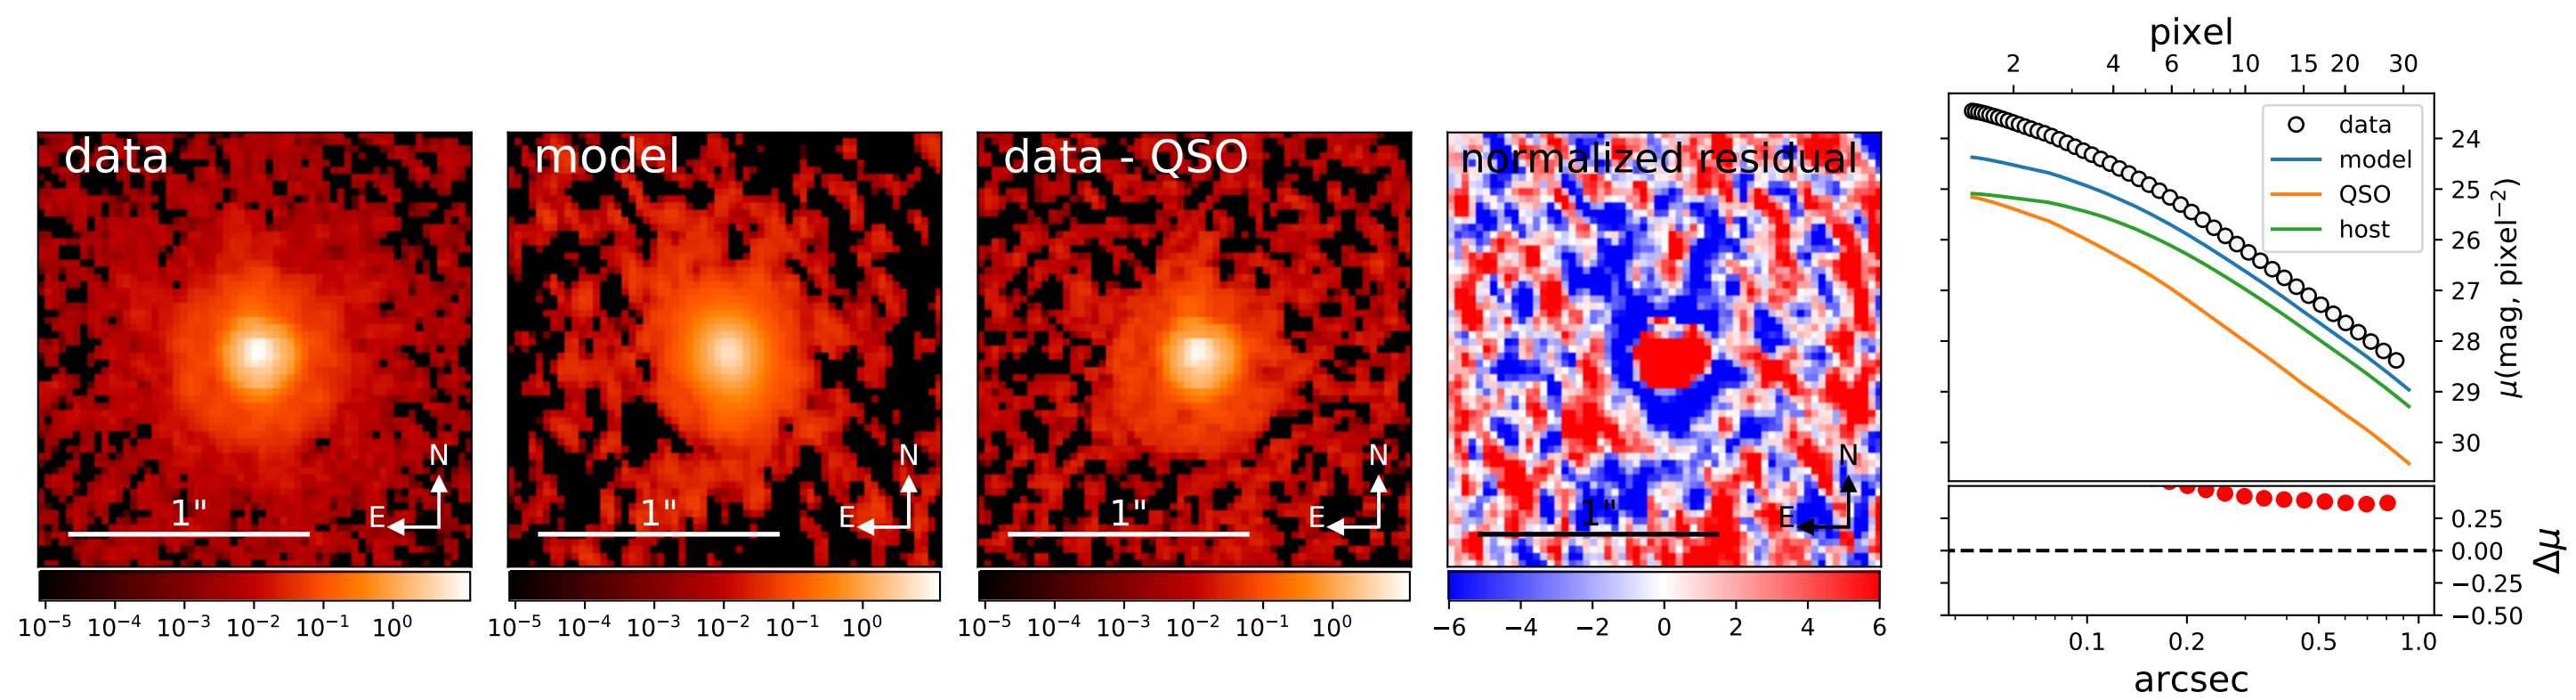 data
N
E
1"
10⁻⁵ 10⁻⁴ 10⁻³ 10⁻² 10⁻¹ 10⁰
model
N
E
1"
10⁻⁵ 10⁻⁴ 10⁻³ 10⁻² 10⁻¹ 10⁰
data - QSO
N
E
1"
10⁻⁵ 10⁻⁴ 10⁻³ 10⁻² 10⁻¹ 10⁰
normalized residual
N
E
1"
−6 −4 −2 0 2 4 6
pixel
2 4 6 10 15 20 30
data
model
QSO
host
24
25
26
27
28
29
30
μ(mag, pixel⁻²)
0.25
0.00
−0.25
−0.50
Δμ
0.1 0.2 0.5 1.0
arcsec